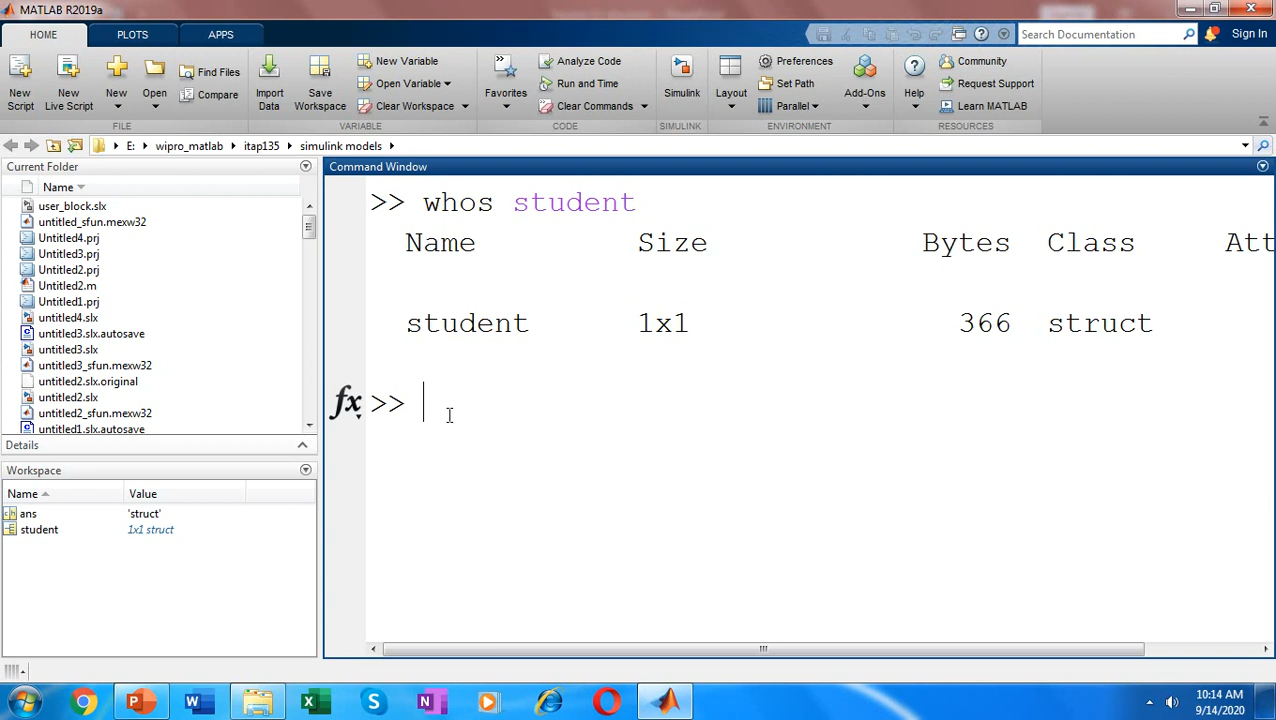 MATLAB R2019a
HOME PLOTS APPS
Search Documentation Sign In
New Script
New Live Script
New
Open
Find Files
Compare
FILE
Import Data
Save Workspace
New Variable
Open Variable
Clear Workspace
VARIABLE
Favorites
Analyze Code
Run and Time
Clear Commands
CODE
Simulink
SIMULINK
Layout
Preferences
Set Path
Parallel
Add-Ons
ENVIRONMENT
Help
Community
Request Support
Learn MATLAB
RESOURCES
E: wipro_matlab itap135 simulink models
Current Folder
Name
user_block.slx
untitled_sfun.mexw32
Untitled4.prj
Untitled3.prj
Untitled2.prj
Untitled2.m
Untitled1.prj
untitled4.slx
untitled3.slx.autosave
untitled3.slx
untitled3_sfun.mexw32
untitled2.slx.original
untitled2.slx
untitled2_sfun.mexw32
untitled1.slx.autosave
Details
Workspace
Name Value
ans 'struct'
student 1x1 struct
Command Window
>> whos student
Name Size Bytes Class Att
student 1x1 366 struct
fx >>
10:14 AM
9/14/2020